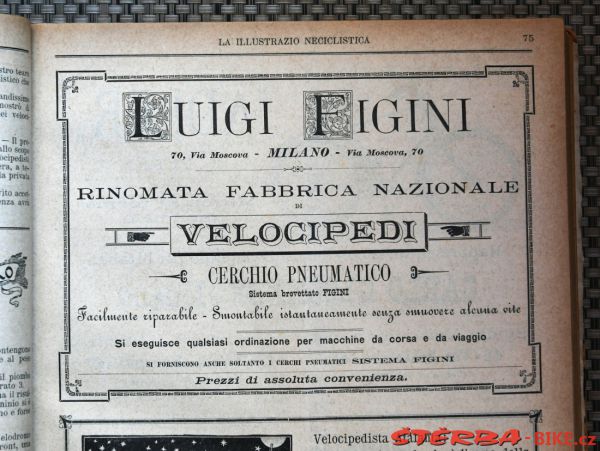 LA ILLUSTRAZIO NECICLISTICA
75
LUIGI FIGINI
70, Via Moscova - MILANO - Via Moscova, 70
RINOMATA FABBRICA NAZIONALE
DI
VELOCIPEDI
CERCHIO PNEUMATICO
Sistema brevettato FIGINI
Facilmente riparabile - Smontabile istantaneamente senza smuovere alcuna vite
Si eseguisce qualsiasi ordinazione per macchine da corsa e da viaggio
SI FORNISCONO ANCHE SOLTANTO I CERCHI PNEUMATICI SISTEMA FIGINI
Prezzi di assoluta convenienza.
Velocipedista
ŠTĚRBA-BIKE.cz